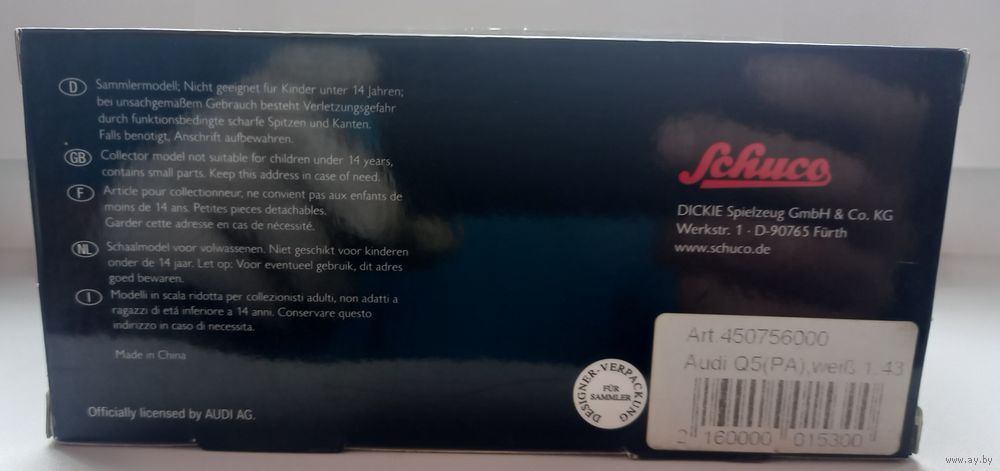 D Sammlermodell; Nicht geeignet für Kinder unter 14 Jahren;
bei unsachgemäßem Gebrauch besteht Verletzungsgefahr
durch funktionsbedingte scharfe Spitzen und Kanten.
Falls benötigt, Anschrift aufbewahren.
GB Collector model not suitable for children under 14 years,
contains small parts. Keep this address in case of need.
F Article pour collectionneur, ne convient pas aux enfants de
moins de 14 ans. Petites pieces detachables.
Garder cette adresse en cas de nécessité.
NL Schaalmodel voor volwassenen. Niet geschikt voor kinderen
onder de 14 jaar. Let op: Voor eventueel gebruik, dit adres
goed bewaren.
I Modelli in scala ridotta per collezionisti adulti, non adatti a
ragazzi di etá inferiore a 14 anni. Conservare questo
indirizzo in caso di necessita.
Made in China
Officially licensed by AUDI AG.
Schuco
DICKIE Spielzeug GmbH & Co. KG
Werkstr. 1 · D-90765 Fürth
www.schuco.de
DESIGNER-VERPACKUNG
FÜR
SAMMLER
Art.450756000
Audi Q5(PA),weiß 1:43
2 160000 015300
www.ay.by